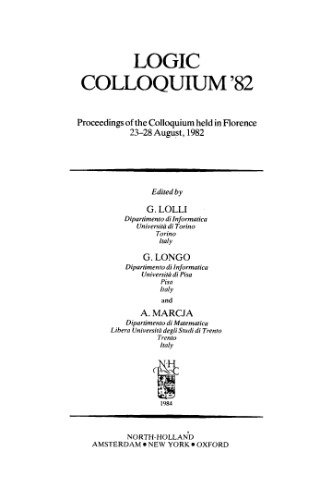 LOGIC
COLLOQUIUM '82
Proceedings of the Colloquium held in Florence
23–28 August, 1982
Edited by
G. LOLLI
Dipartimento di Informatica
Università di Torino
Torino
Italy
G. LONGO
Dipartimento di Informatica
Università di Pisa
Pisa
Italy
and
A. MARCJA
Dipartimento di Matematica
Libera Università degli Studi di Trento
Trento
Italy
1984
NORTH-HOLLAND
AMSTERDAM • NEW YORK • OXFORD